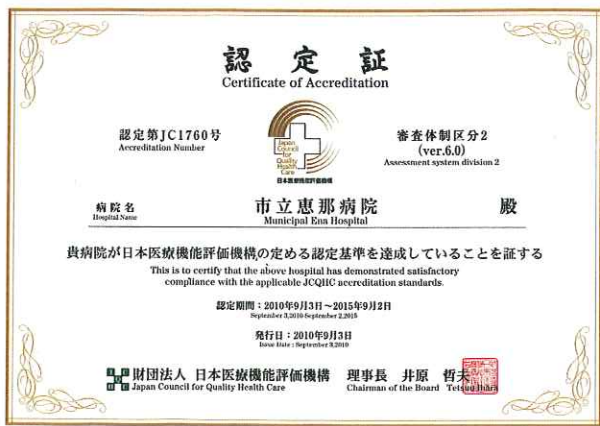 認定証
Certificate of Accreditation
認定第JC1760号
Accreditation Number
Japan
Council
for
Quality
Health
Care
日本医療機能評価機構
審査体制区分2
(ver.6.0)
Assessment system division 2
病院名
Hospital Name
市立恵那病院
Municipal Ena Hospital
殿
貴病院が日本医療機能評価機構の定める認定基準を達成していることを証する
This is to certify that the above hospital has demonstrated satisfactory
compliance with the applicable JCQHC accreditation standards.
認定期間:2010年9月3日~2015年9月2日
September 3,2010-September 2,2015
発行日:2010年9月3日
Issue Date : September 3,2010
財団法人 日本医療機能評価機構
Japan Council for Quality Health Care
理事長 井原 哲夫
Chairman of the Board Tetsuo Ihara